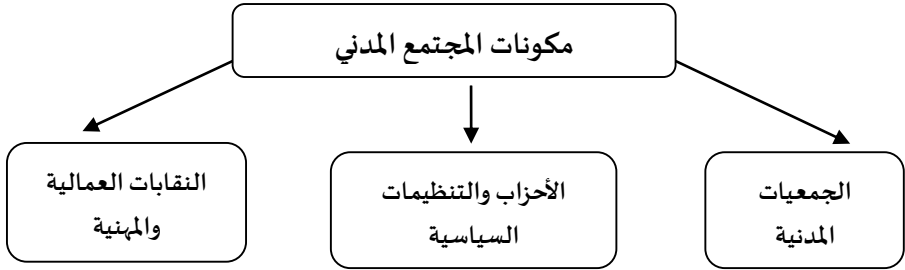 مكونات المجتمع المدني
الجمعيات
المدنية
الأحزاب والتنظيمات
السياسية
النقابات العمالية
والمهنية